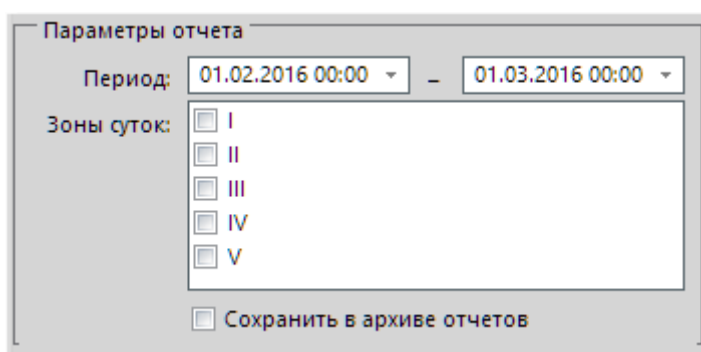 Параметры отчета
Период: 01.02.2016 00:00 – 01.03.2016 00:00
Зоны суток: I
II
III
IV
V
Сохранить в архиве отчетов